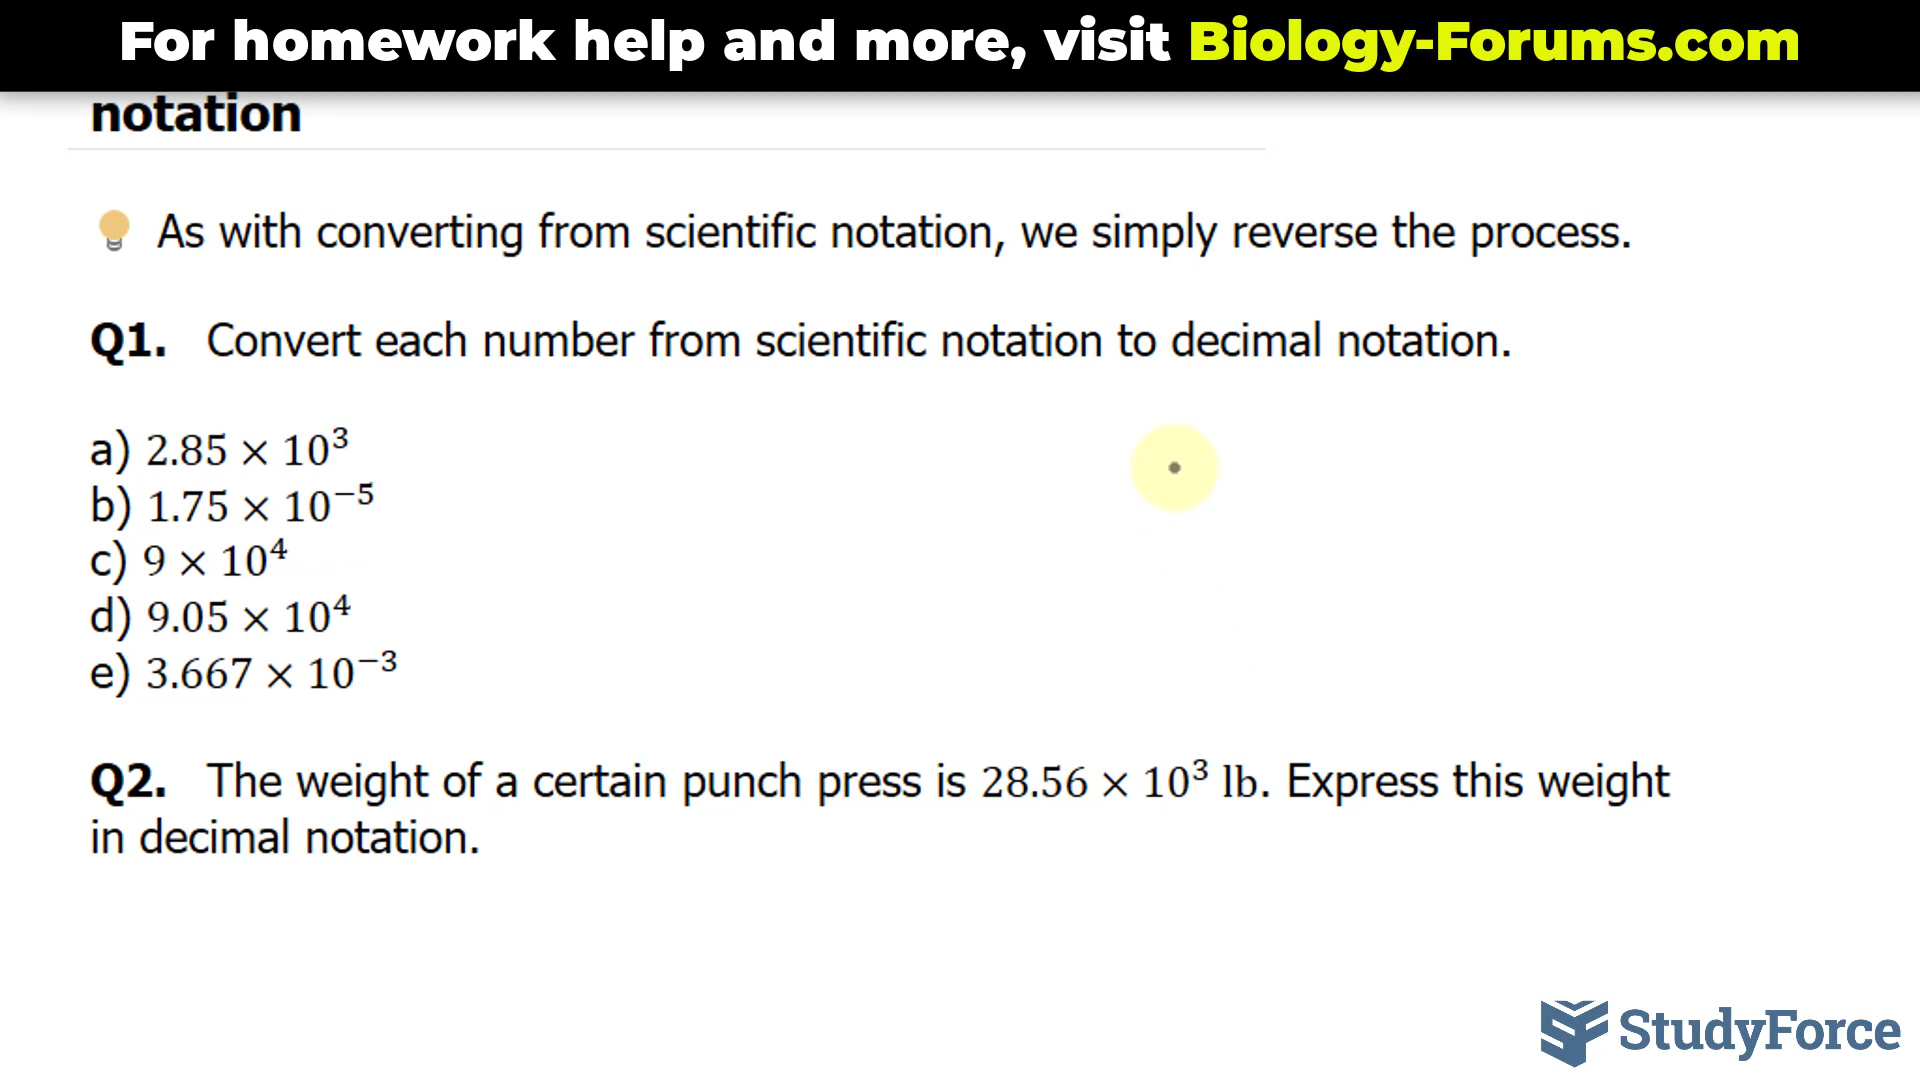 For homework help and more, visit Biology-Forums.com
notation
As with converting from scientific notation, we simply reverse the process.
Q1. Convert each number from scientific notation to decimal notation.
a) 2.85 × 10³
b) 1.75 × 10⁻⁵
c) 9 × 10⁴
d) 9.05 × 10⁴
e) 3.667 × 10⁻³
Q2. The weight of a certain punch press is 28.56 × 10³ lb. Express this weight
in decimal notation.
StudyForce